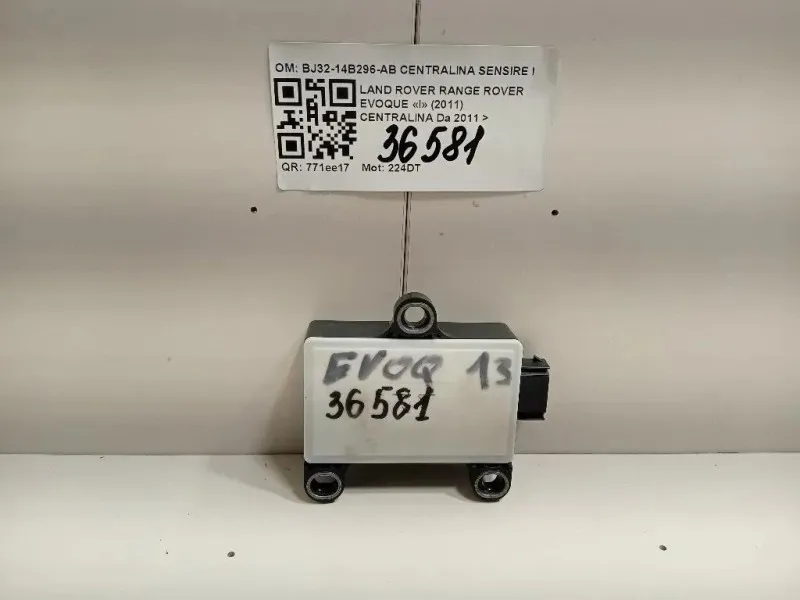 OM: BJ32-14B296-AB CENTRALINA SENSIRE I
LAND ROVER RANGE ROVER
EVOQUE «I» (2011)
CENTRALINA Da 2011 >
36581
QR: 771ee17 Mot: 224DT
EVOQ 13
36581